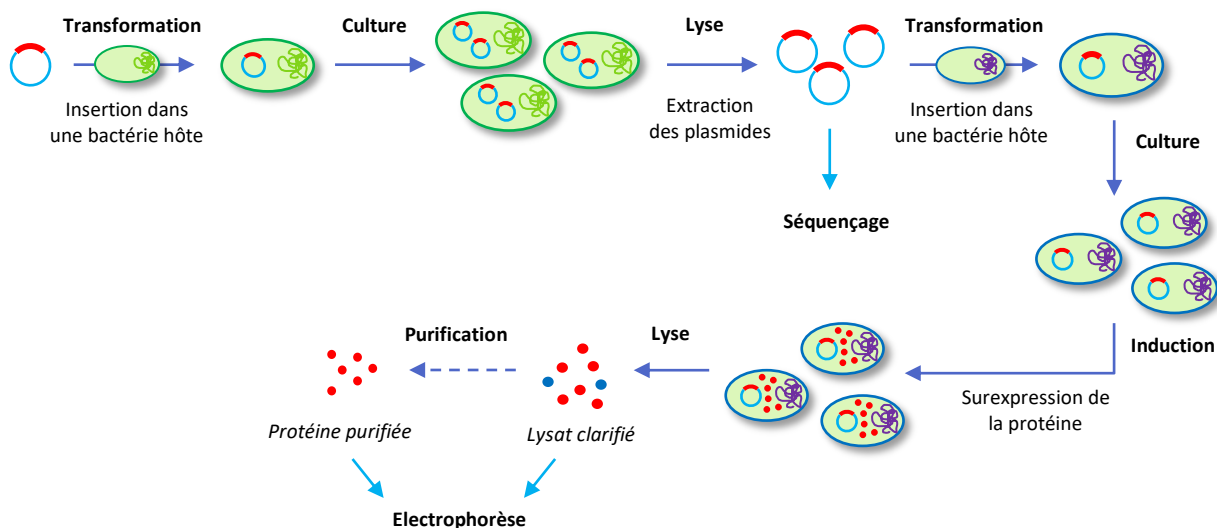 Transformation
Insertion dans
une bactérie hôte
Culture
Lyse
Extraction
des plasmides
Transformation
Insertion dans
une bactérie hôte
Séquençage
Culture
Induction
Surexpression de
la protéine
Lyse
Lysat clarifié
Purification
Protéine purifiée
Electrophorèse